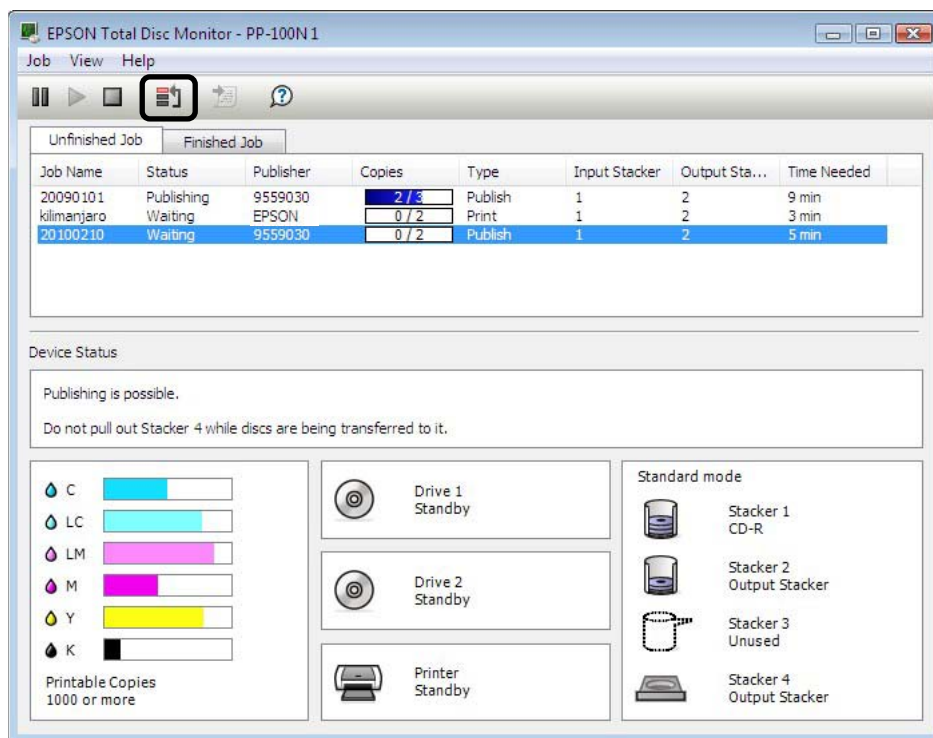 EPSON Total Disc Monitor - PP-100N 1
Job View Help
Unfinished Job Finished Job
Job Name Status Publisher Copies Type Input Stacker Output Sta... Time Needed
20090101 Publishing 9559030 2 / 3 Publish 1 2 9 min
kilimanjaro Waiting EPSON 0 / 2 Print 1 2 3 min
20100210 Waiting 9559030 0 / 2 Publish 1 2 5 min
Device Status
Publishing is possible.
Do not pull out Stacker 4 while discs are being transferred to it.
C
LC
LM
M
Y
K
Printable Copies
1000 or more
Drive 1
Standby
Drive 2
Standby
Printer
Standby
Standard mode
Stacker 1
CD-R
Stacker 2
Output Stacker
Stacker 3
Unused
Stacker 4
Output Stacker